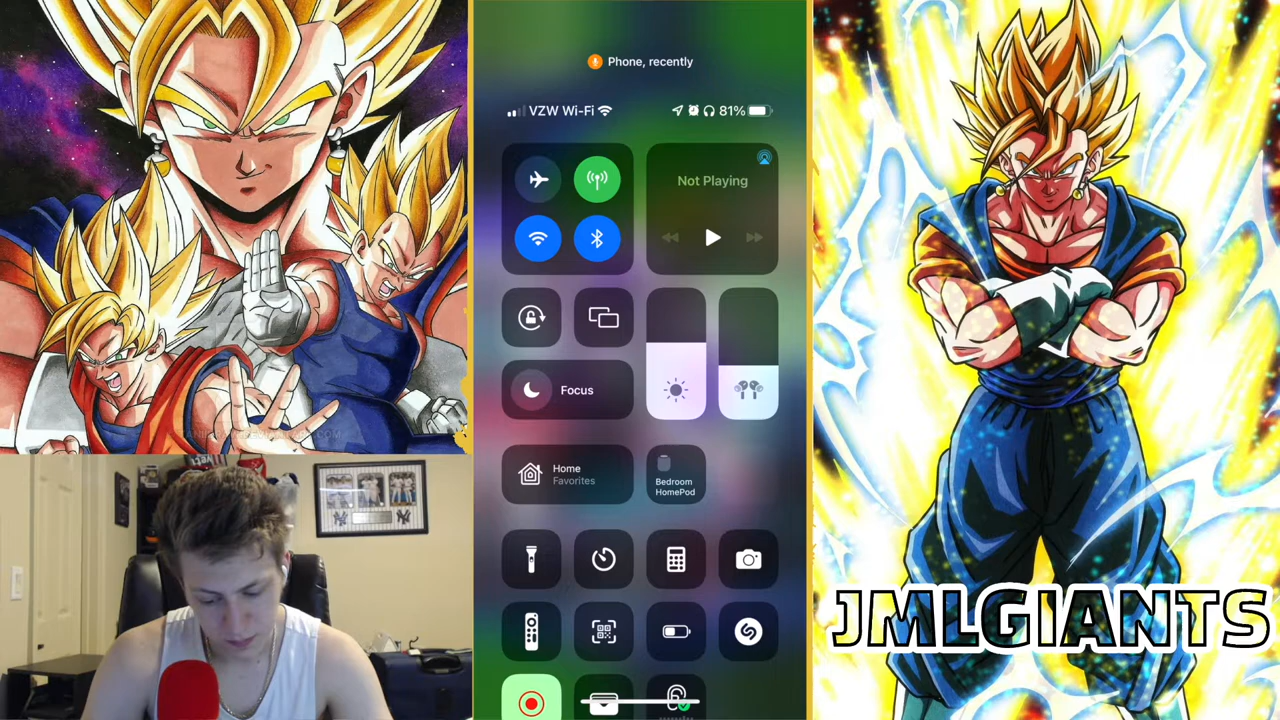 Phone, recently
VZW Wi-Fi
81%
Not Playing
Focus
Home
Favorites
Bedroom
HomePod
JMLGIANTS